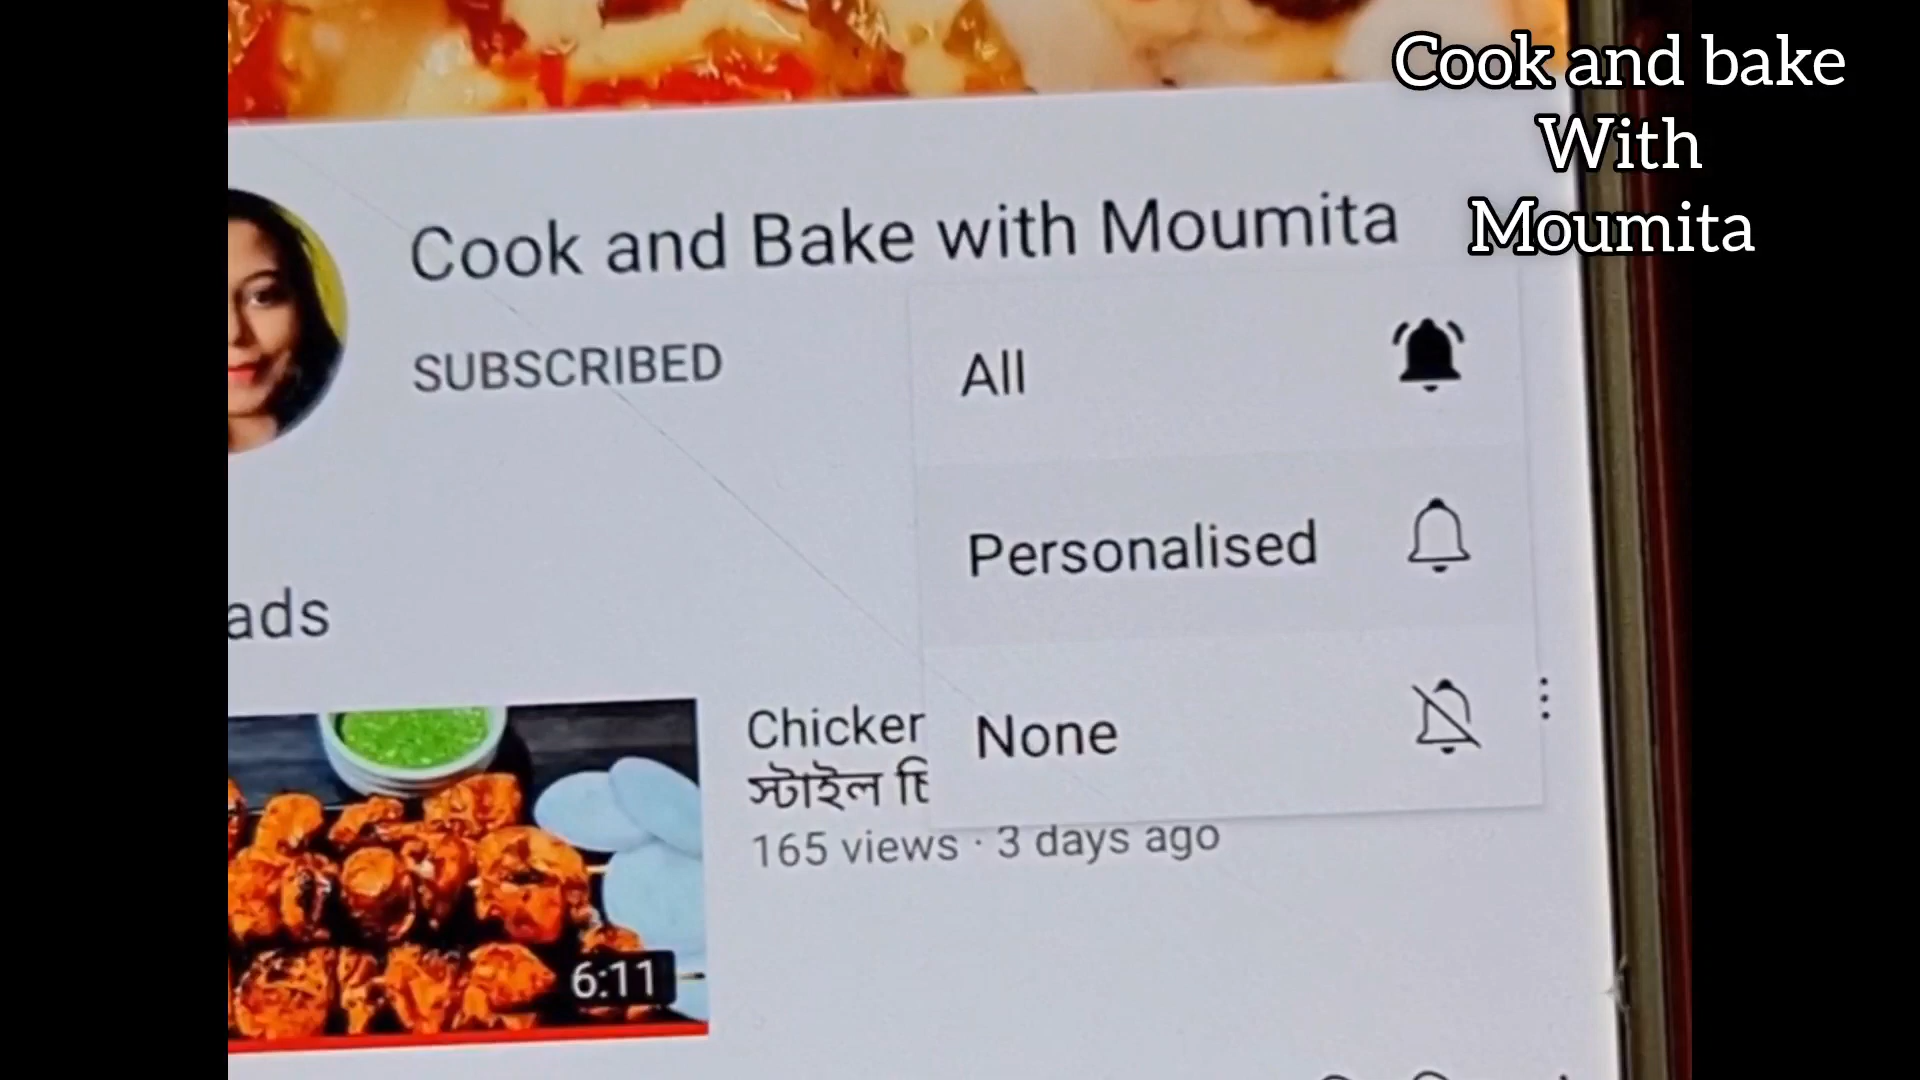 Cook and bake
With
Moumita
Cook and Bake with Moumita
SUBSCRIBED
All
Personalised
None
ads
স্টাইল
165 views · 3 days ago
6:11